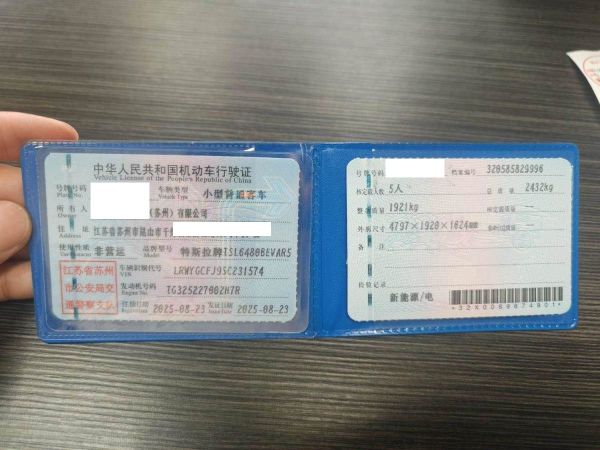 中华人民共和国机动车行驶证
Vehicle License of the People's Republic of China
号牌号码
车辆类型 小型普通客车
Vehicle Type
所有人
Owner
(苏州)有限公司
住址 江苏省苏州市昆山市千
Address
使用性质 非营运 品牌型号 特斯拉牌TSL6480BEVAR5
江苏省苏州
市公安局交
通警察支队
车辆识别代号 LRWYGCFJ9SC231574
VIN
发动机号码 TG325227902H7R
Engine No.
注册日期 2025-08-23 发证日期 2025-08-23
Issue Date
号牌号码 档案编号 320585829996
核定载人数 5人 总质量 2432kg
整备质量 1921kg 核定载质量 —
外廓尺寸 4797×1920×1624 准牵引总质量 —
备注
检验记录
新能源/电